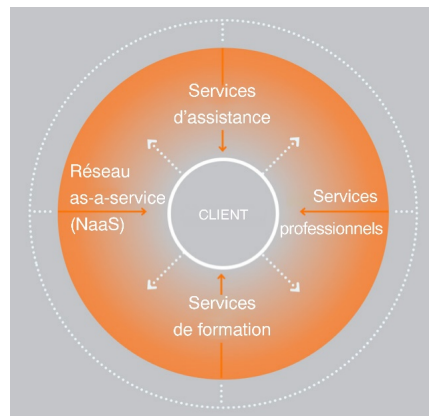 Services
d'assistance
Réseau
as-a-service
(NaaS)
CLIENT
Services
professionnels
Services
de formation